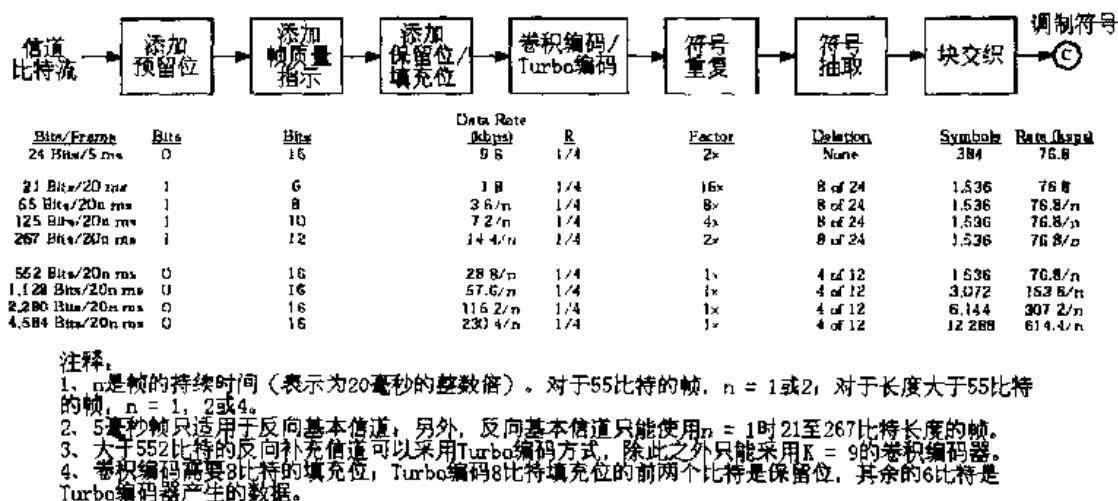 信道
比特流
添加
预留位
添加
帧质量
指示
添加
保留位/
填充位
卷积编码/
Turbo编码
符号
重复
符号
抽取
块交织
调制符号
C
Bits/Frame Bits Bits Data Rate (kbps) R Factor Deletion Symbols Rate (ksps)
24 Bits/5 ms 0 16 9.6 1/4 2× None 384 76.8
21 Bits/20 ms 1 6 1.8 1/4 16× 8 of 24 1,536 76.8
55 Bits/20n ms 1 8 3.6/n 1/4 8× 8 of 24 1,536 76.8/n
125 Bits/20n ms 1 10 7.2/n 1/4 4× 8 of 24 1,536 76.8/n
267 Bits/20n ms 1 12 14.4/n 1/4 2× 8 of 24 1,536 76.8/n
552 Bits/20n ms 0 16 28.8/n 1/4 1× 4 of 12 1,536 76.8/n
1,128 Bits/20n ms 0 16 57.6/n 1/4 1× 4 of 12 3,072 153.6/n
2,280 Bits/20n ms 0 16 115.2/n 1/4 1× 4 of 12 6,144 307.2/n
4,584 Bits/20n ms 0 16 230.4/n 1/4 1× 4 of 12 12,288 614.4/n
注释:
1、n是帧的持续时间（表示为20毫秒的整数倍）。对于55比特的帧, n = 1或2; 对于长度大于55比特
的帧, n = 1, 2或4。
2、5毫秒帧只适用于反向基本信道; 另外, 反向基本信道只能使用n = 1时21至267比特长度的帧。
3、大于552比特的反向补充信道可以采用Turbo编码方式, 除此之外只能采用K = 9的卷积编码器。
4、卷积编码需要8比特的填充位; Turbo编码8比特填充位的前两个比特是保留位, 其余的6比特是
Turbo编码器产生的数据。